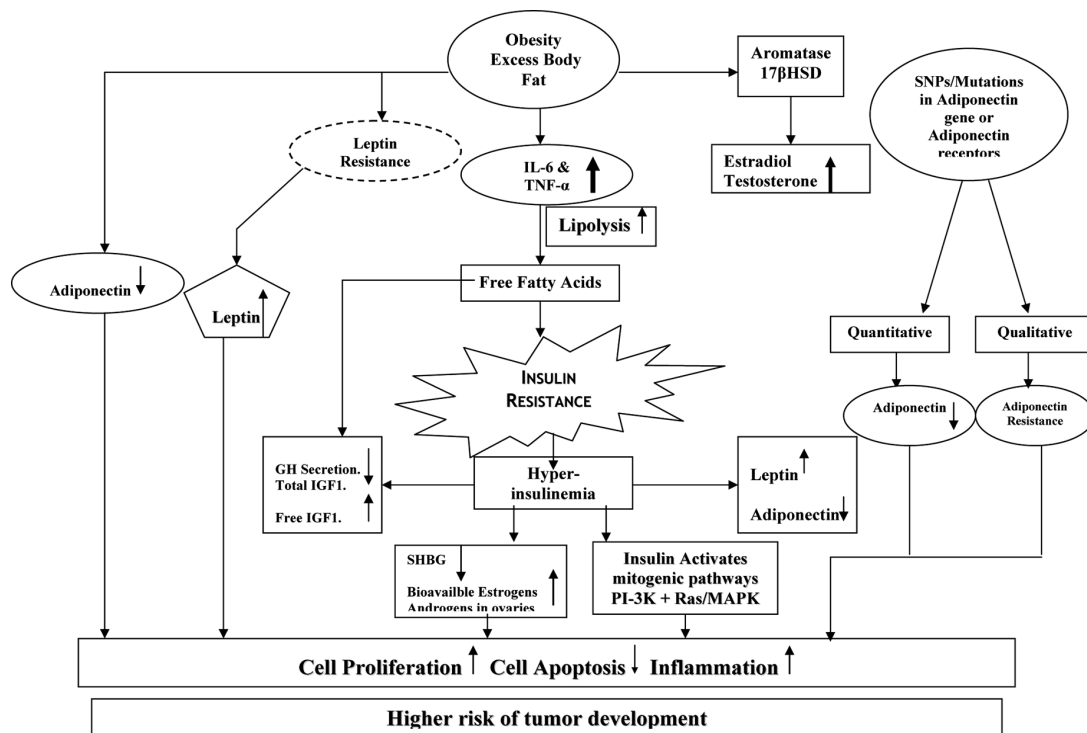 Obesity
Excess Body
Fat
Aromatase
17βHSD
SNPs/Mutations
in Adiponectin
gene or
Adiponectin
receptors
Leptin
Resistance
IL-6 &
TNF-α
Estradiol
Testosterone
Lipolysis
Adiponectin
Leptin
Free Fatty Acids
Quantitative
Qualitative
INSULIN
RESISTANCE
Adiponectin
Adiponectin
Resistance
GH Secretion.
Total IGF1.
Free IGF1.
Hyper-
insulinemia
Leptin
Adiponectin
SHBG
Bioavailble Estrogens
Androgens in ovaries
Insulin Activates
mitogenic pathways
PI-3K + Ras/MAPK
Cell Proliferation Cell Apoptosis Inflammation
Higher risk of tumor development